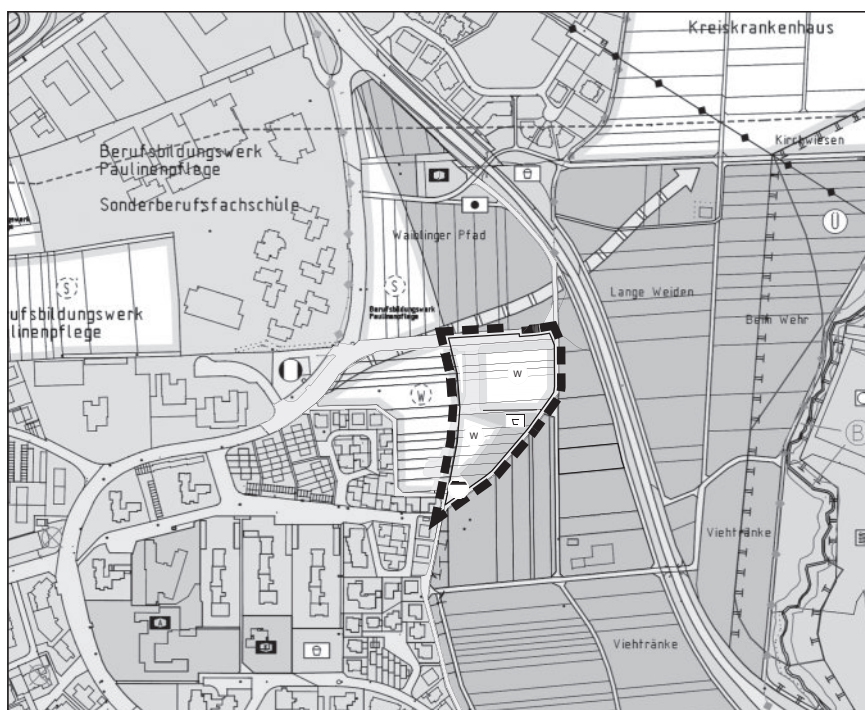 Kreiskrankenhaus
Kirchwiesen
Berufsbildungswerk
Paulinenpflege
Sonderberufsfachschule
Ü
Waiblinger Pfad
S
S
Berufsbildungswerk
Paulinenpflege
Lange Weiden
Beim Wehr
ufsbildungswerk
linenpflege
W
W
W
B
Viehtränke
Viehtränke
A